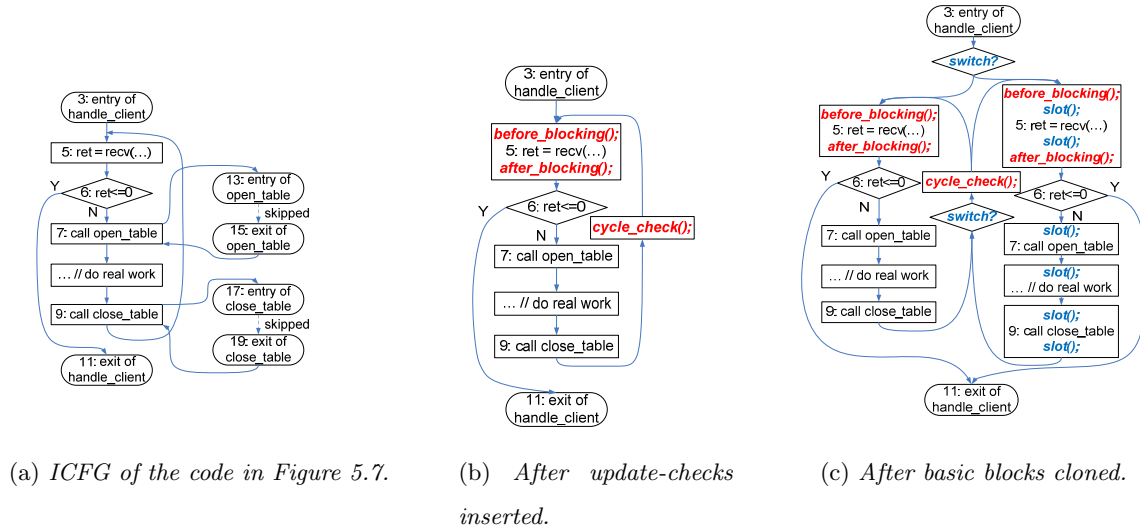 3: entry of
handle_client
5: ret = recv(…)
Y
6: ret<=0
N
7: call open_table
… // do real work
9: call close_table
11: exit of
handle_client
13: entry of
open_table
skipped
15: exit of
open_table
17: entry of
close_table
skipped
19: exit of
close_table
(a) ICFG of the code in Figure 5.7.
3: entry of
handle_client
before_blocking();
5: ret = recv(…)
after_blocking();
Y
6: ret<=0
N
cycle_check();
7: call open_table
… // do real work
9: call close_table
11: exit of
handle_client
(b) After update-checks
inserted.
3: entry of
handle_client
switch?
before_blocking();
5: ret = recv(…)
after_blocking();
Y
6: ret<=0
N
7: call open_table
… // do real work
9: call close_table
cycle_check();
switch?
before_blocking();
slot();
5: ret = recv(…)
slot();
after_blocking();
6: ret<=0
Y
N
slot();
7: call open_table
slot();
… // do real work
slot();
9: call close_table
slot();
11: exit of
handle_client
(c) After basic blocks cloned.